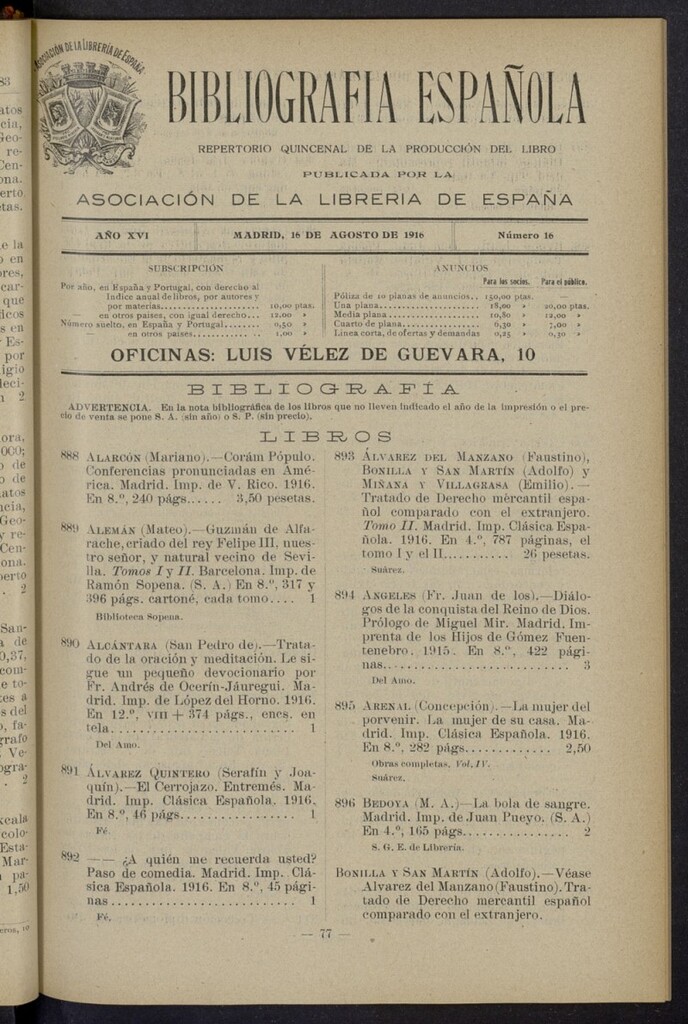 ASOCIACIÓN DE LA LIBRERÍA DE ESPAÑA
BIBLIOGRAFIA ESPAÑOLA
REPERTORIO QUINCENAL DE LA PRODUCCIÓN DEL LIBRO
PUBLICADA POR LA
ASOCIACIÓN DE LA LIBRERIA DE ESPAÑA
AÑO XVI MADRID, 16 DE AGOSTO DE 1916 Número 16
SUBSCRIPCIÓN
Por año, en España y Portugal, con derecho al
Indice anual de libros, por autores y
por materias.................... 10,00 ptas.
— en otros países, con igual derecho... 12,00 »
Número suelto, en España y Portugal....... 0,50 »
— en otros países............... 1,00 »
ANUNCIOS
Para los socios. Para el público.
Póliza de 10 planas de anuncios.. 150,00 ptas. —
Una plana...................... 18,00 » 20,00 ptas.
Media plana.................... 10,80 » 12,00 »
Cuarto de plana................ 6,30 » 7,00 »
Línea corta, de ofertas y demandas 0,25 » 0,30 »
OFICINAS: LUIS VÉLEZ DE GUEVARA, 10
BIBLIOGRAFÍA
ADVERTENCIA. En la nota bibliográfica de los libros que no lleven indicado el año de la impresión o el pre-
cio de venta se pone S. A. (sin año) o S. P. (sin precio).
LIBROS
888 ALARCÓN (Mariano).—Corám Pópulo.
Conferencias pronunciadas en Amé-
rica. Madrid. Imp. de V. Rico. 1916.
En 8.º, 240 págs...... 3,50 pesetas.
889 ALEMÁN (Mateo).—Guzmán de Alfa-
rache, criado del rey Felipe III, nues-
tro señor, y natural vecino de Sevi-
lla. Tomos I y II. Barcelona. Imp. de
Ramón Sopena. (S. A.) En 8.º, 317 y
396 págs. cartoné, cada tomo.... 1
Biblioteca Sopena.
890 ALCÁNTARA (San Pedro de).—Trata-
do de la oración y meditación. Le si-
gue un pequeño devocionario por
Fr. Andrés de Ocerín-Jáuregui. Ma-
drid. Imp. de López del Horno. 1916.
En 12.º, VIII + 374 págs., encs. en
tela............................ 1
Del Amo.
891 ÁLVAREZ QUINTERO (Serafín y Joa-
quín).—El Cerrojazo. Entremés. Ma-
drid. Imp. Clásica Española. 1916.
En 8.º, 46 págs.................. 1
Fé.
892 —— ¿A quién me recuerda usted?
Paso de comedia. Madrid. Imp. Clá-
sica Española. 1916. En 8.º, 45 pági-
nas............................ 1
Fé.
893 ÁLVAREZ DEL MANZANO (Faustino),
BONILLA Y SAN MARTÍN (Adolfo) y
MIÑANA Y VILLAGRASA (Emilio).—
Tratado de Derecho mercantil espa-
ñol comparado con el extranjero.
Tomo II. Madrid. Imp. Clásica Espa-
ñola. 1916. En 4.º, 787 páginas, el
tomo I y el II.......... 26 pesetas.
Suárez.
894 ANGELES (Fr. Juan de los).—Diálo-
gos de la conquista del Reino de Dios.
Prólogo de Miguel Mir. Madrid. Im-
prenta de los Hijos de Gómez Fuen-
tenebro. 1915. En 8.º, 422 pági-
nas............................ 3
Del Amo.
895 ARENAL (Concepción).—La mujer del
porvenir. La mujer de su casa. Ma-
drid. Imp. Clásica Española. 1916.
En 8.º, 282 págs............. 2,50
Obras completas. Vol, IV.
Suárez.
896 BEDOYA (M. A.)—La bola de sangre.
Madrid. Imp. de Juan Pueyo. (S. A.)
En 4.º, 165 págs................ 2
S. G. E. de Librería.
BONILLA Y SAN MARTÍN (Adolfo).—Véase
Alvarez del Manzano (Faustino). Tra-
tado de Derecho mercantil español
comparado con el extranjero.
— 77 —